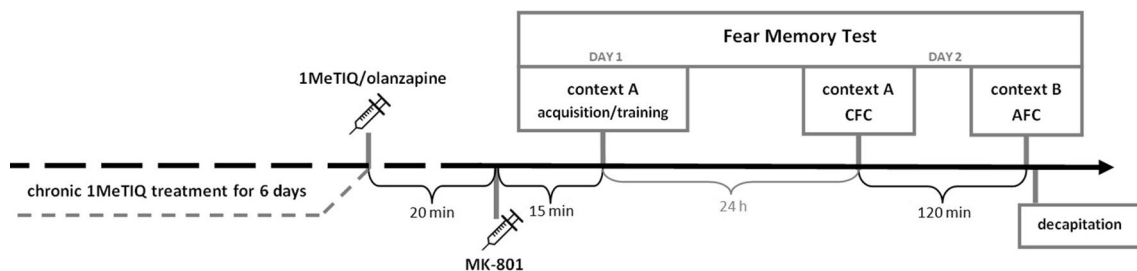 Fear Memory Test
DAY 1
DAY 2
1MeTIQ/olanzapine
context A
acquisition/training
context A
CFC
context B
AFC
chronic 1MeTIQ treatment for 6 days
20 min
15 min
24 h
120 min
decapitation
MK-801